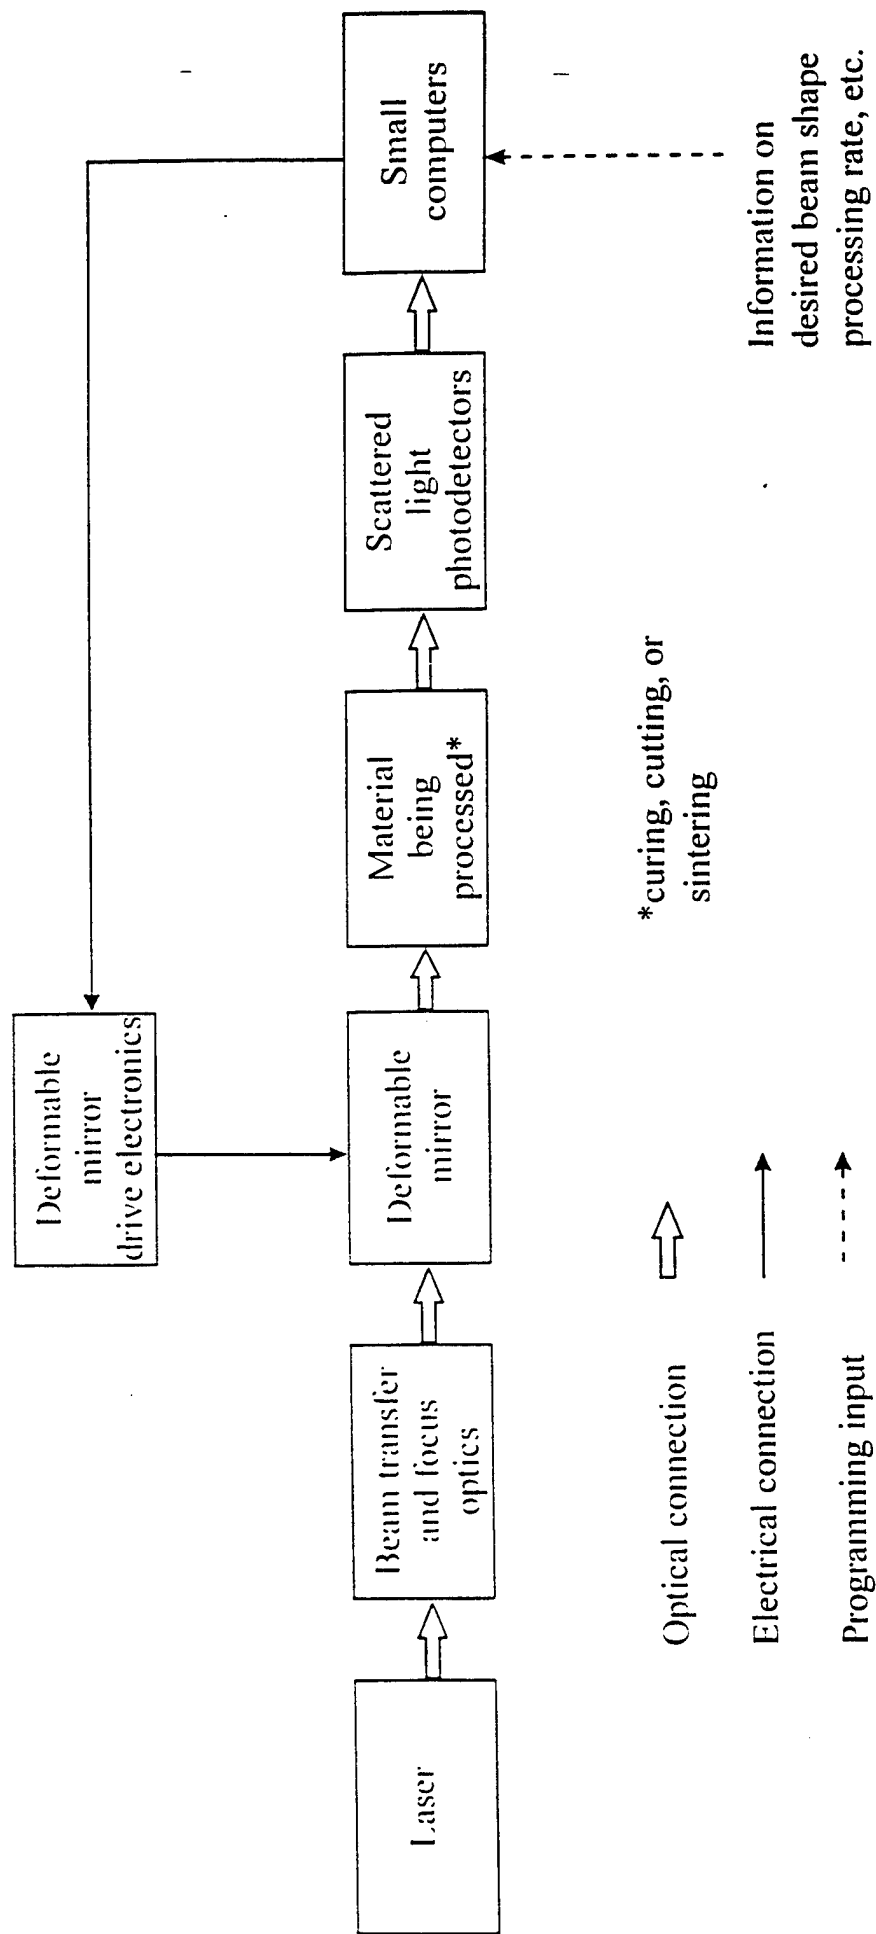 Deformable
mirror
drive electronics
Laser
Beam transfer
and focus
optics
Deformable
mirror
Material
being
processed*
Scattered
light
photodetectors
Small
computers
Optical connection
Electrical connection
Programming input
*curing, cutting, or
sintering
Information on
desired beam shape
processing rate, etc.